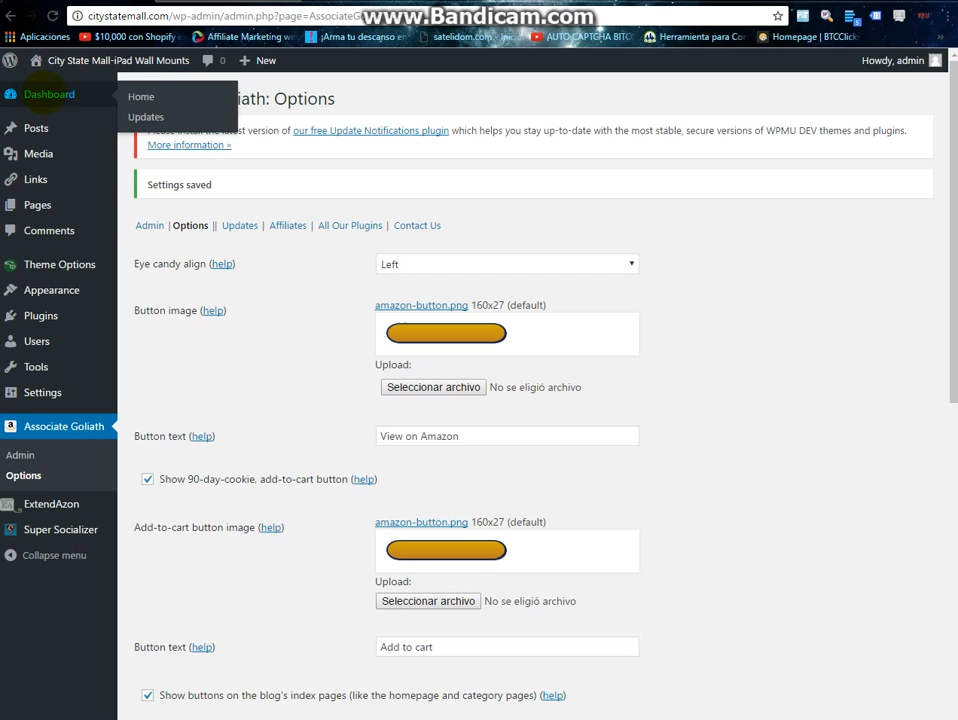 citystatemall.com/wp-admin/admin.php?page=AssociateGo
www.Bandicam.com
Aplicaciones
$10,000 con Shopify
Affiliate Marketing
¡Arma tu descanso en
satelidom.com - Inicio
AUTO CAPTCHA BITCO
Herramienta para Co
Homepage | BTCClicks
»
City State Mall-iPad Wall Mounts
0
New
Howdy, admin
Dashboard
Home
Updates
Posts
Media
Links
Pages
Comments
Theme Options
Appearance
Plugins
Users
Tools
Settings
Associate Goliath
Admin
Options
ExtendAzon
Super Socializer
Collapse menu
iath: Options
latest version of our free Update Notifications plugin which helps you stay up-to-date with the most stable, secure versions of WPMU DEV themes and plugins.
More information »
Settings saved
Admin | Options || Updates | Affiliates | All Our Plugins | Contact Us
Eye candy align (help)
Left
Button image (help)
amazon-button.png 160x27 (default)
Upload:
Seleccionar archivo No se eligió archivo
Button text (help)
View on Amazon
Show 90-day-cookie, add-to-cart button (help)
Add-to-cart button image (help)
amazon-button.png 160x27 (default)
Upload:
Seleccionar archivo No se eligió archivo
Button text (help)
Add to cart
Show buttons on the blog's index pages (like the homepage and category pages) (help)